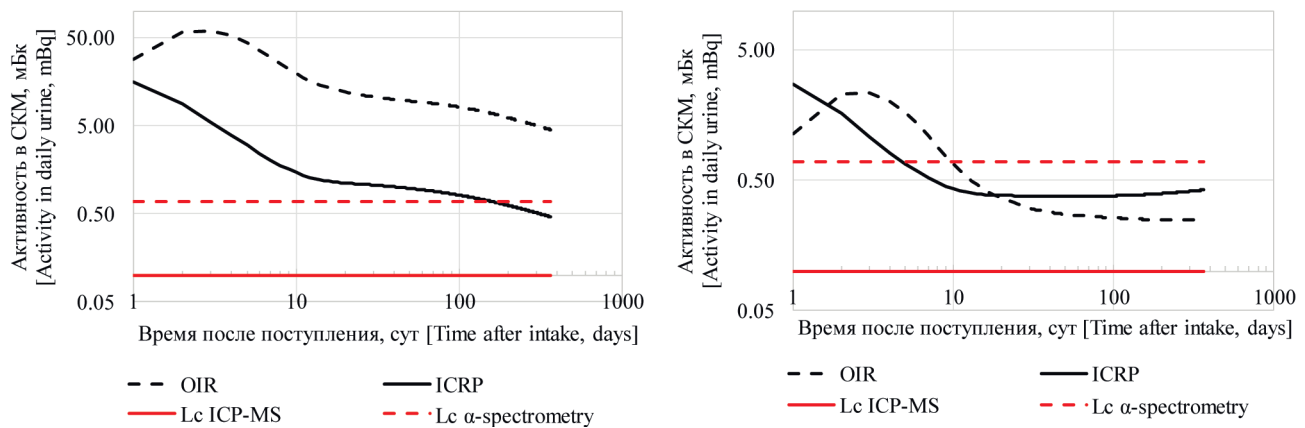 Активность в СКМ, мБк
[Activity in daily urine, mBq]
50.00
5.00
0.50
0.05
1
10
100
1000
Время после поступления, сут [Time after intake, days]
OIR
ICRP
Lc ICP-MS
Lc α-spectrometry
Активность в СКМ, мБк
[Activity in daily urine, mBq]
5.00
0.50
0.05
1
10
100
1000
Время после поступления, сут [Time after intake, days]
OIR
ICRP
Lc ICP-MS
Lc α-spectrometry